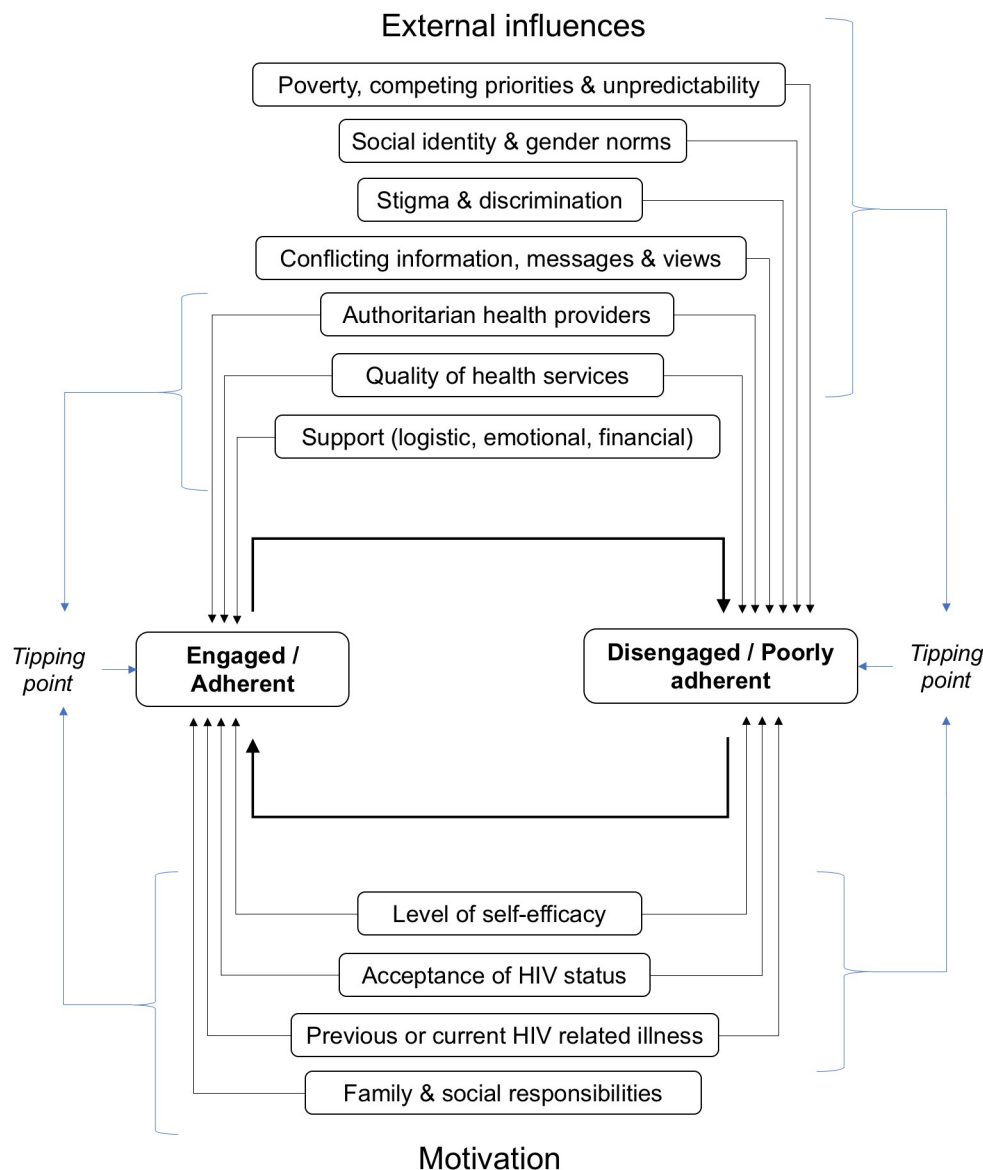 External influences
Poverty, competing priorities & unpredictability
Social identity & gender norms
Stigma & discrimination
Conflicting information, messages & views
Authoritarian health providers
Quality of health services
Support (logistic, emotional, financial)
Tipping
point
Engaged /
Adherent
Disengaged / Poorly
adherent
Tipping
point
Level of self-efficacy
Acceptance of HIV status
Previous or current HIV related illness
Family & social responsibilities
Motivation